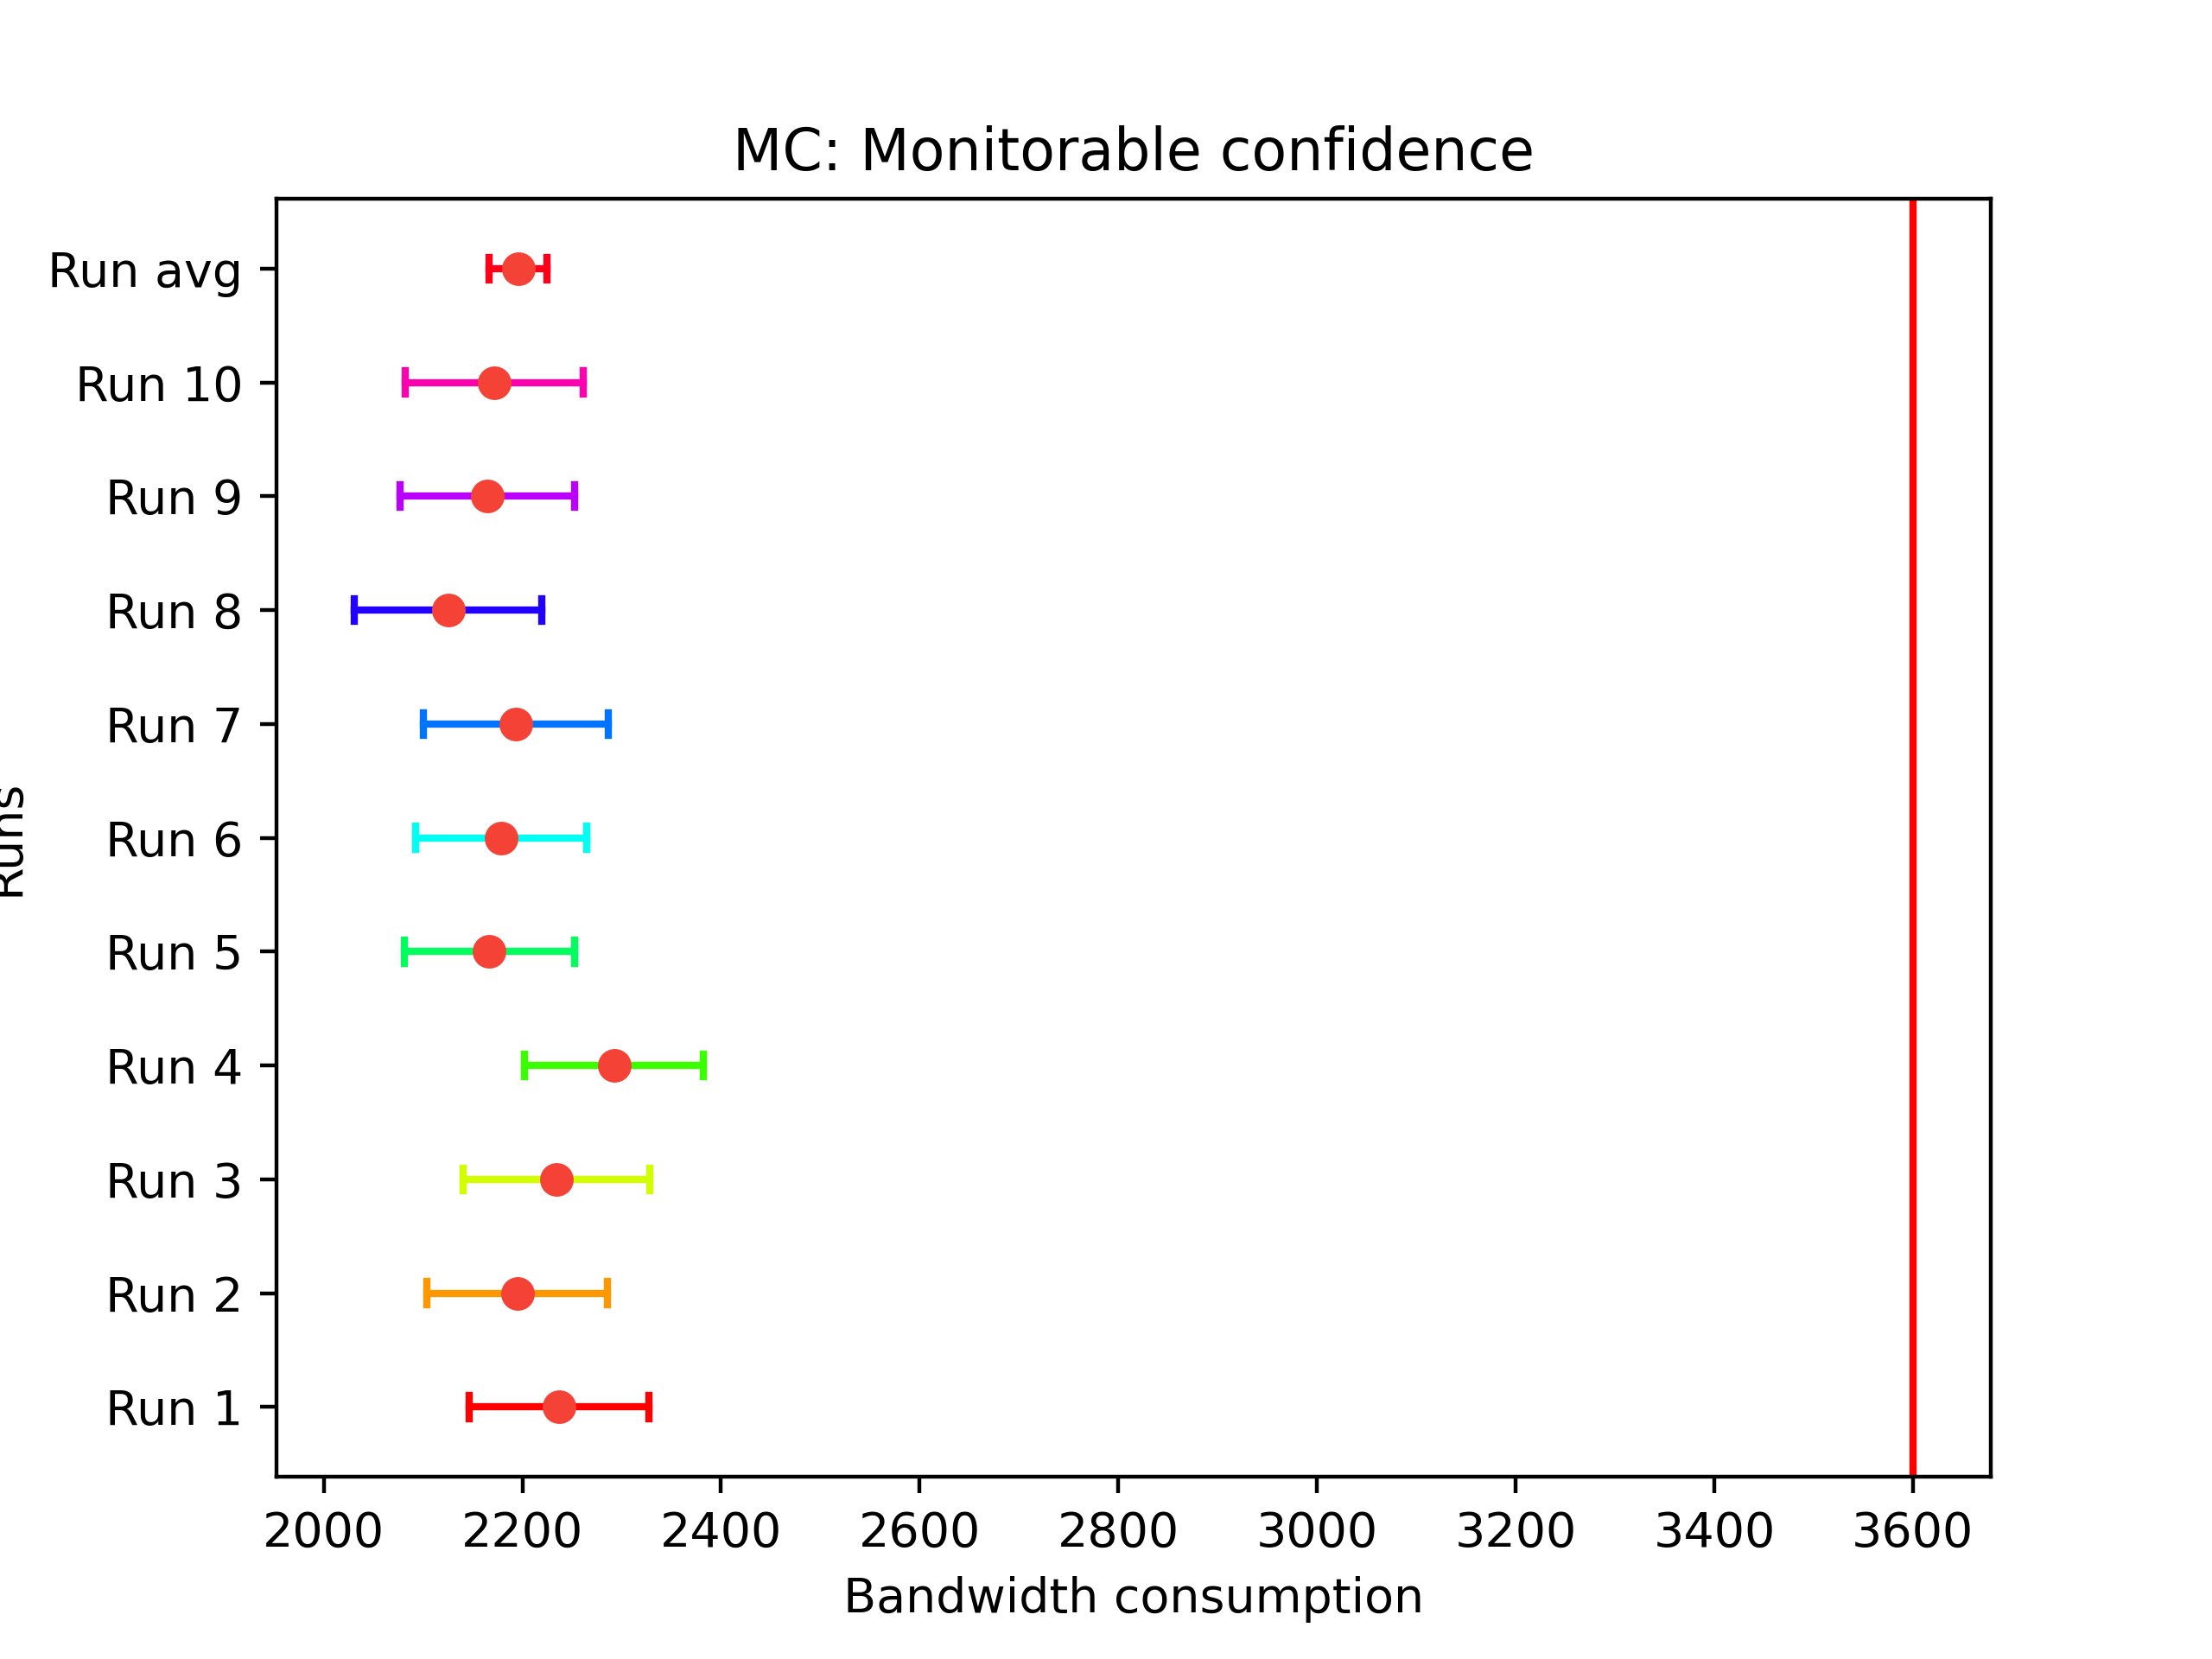 MC: Monitorable confidence
Run avg
Run 10
Run 9
Run 8
Run 7
Run 6
Run 5
Run 4
Run 3
Run 2
Run 1
Runs
2000 2200 2400 2600 2800 3000 3200 3400 3600
Bandwidth consumption